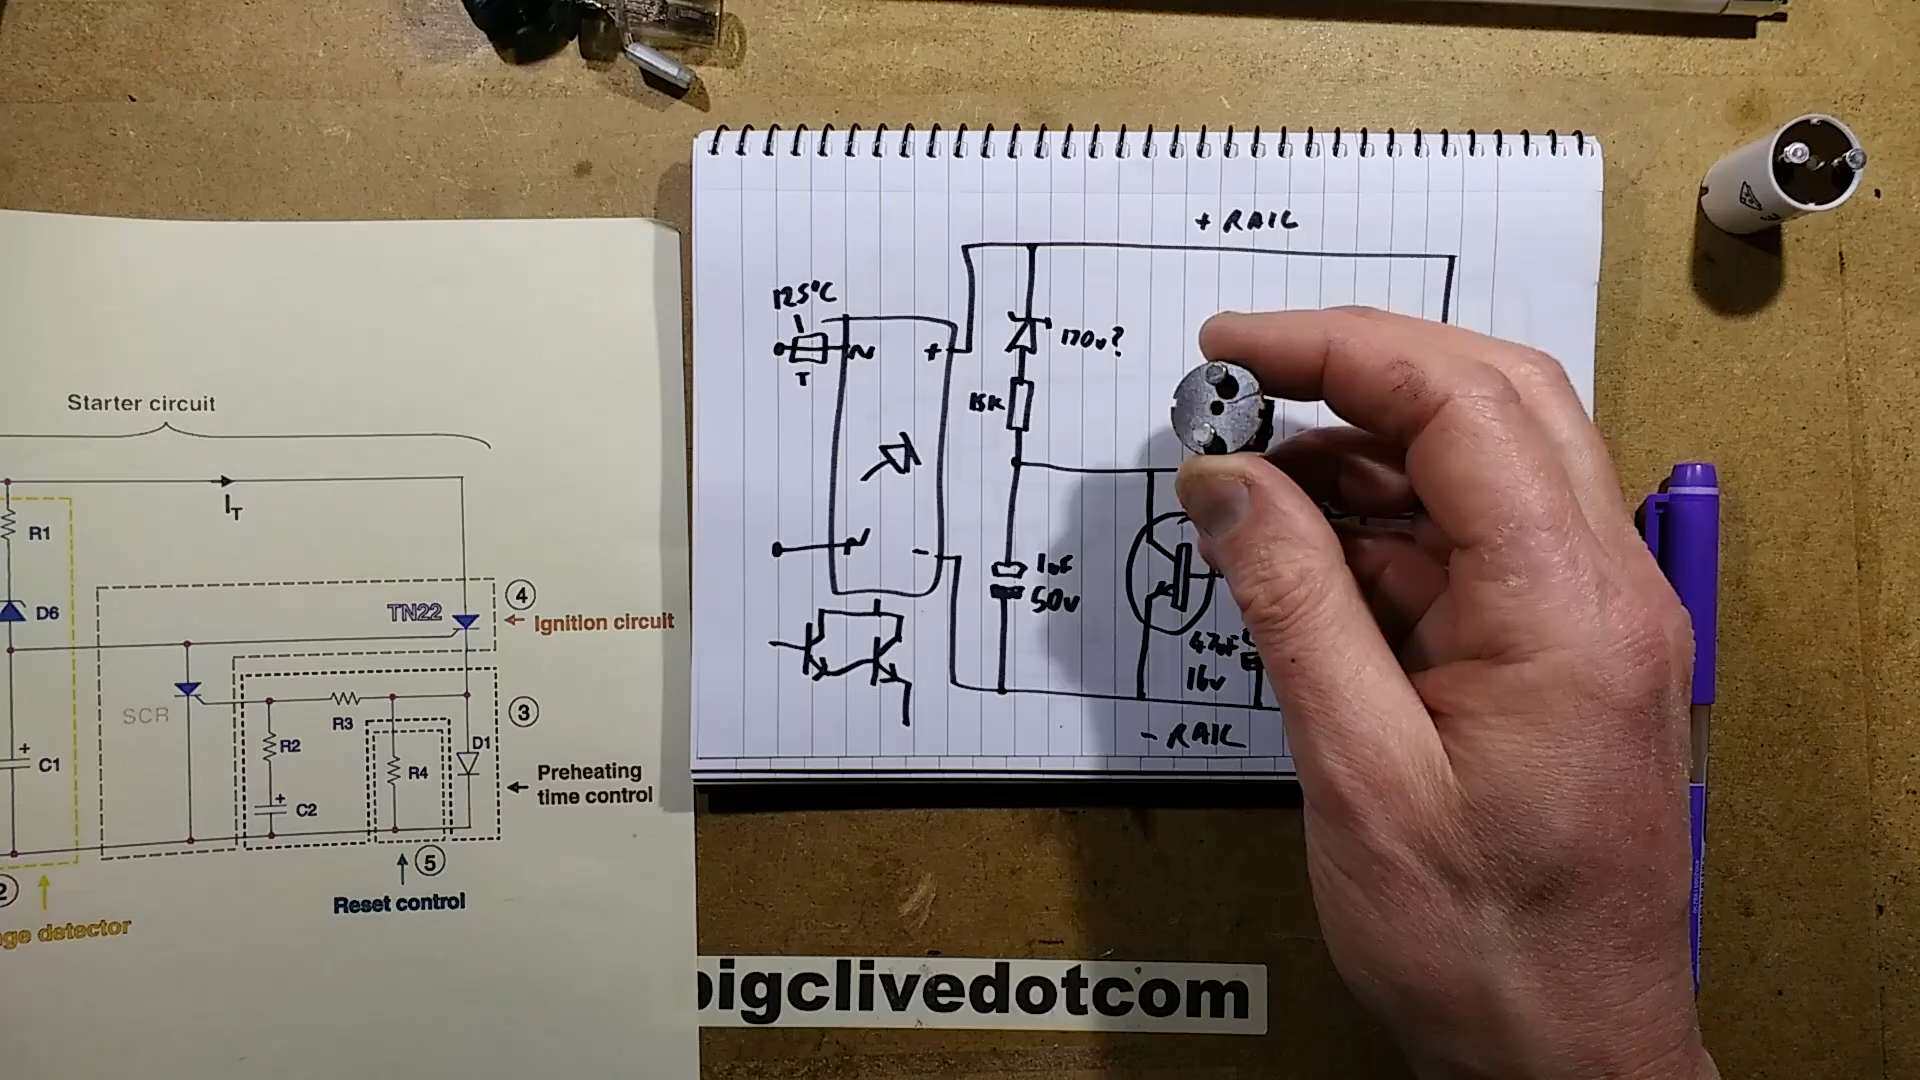 Starter circuit
IT
R1
D6
TN22
4
Ignition circuit
SCR
R3
3
R2
D1
R4
C1
C2
Preheating
time control
5
2
Reset control
ge detector
+ RAIL
125°C
T
~
+
170v?
15K
~
-
1uF
50v
47uF
16v
- RAIL
bigclivedotcom